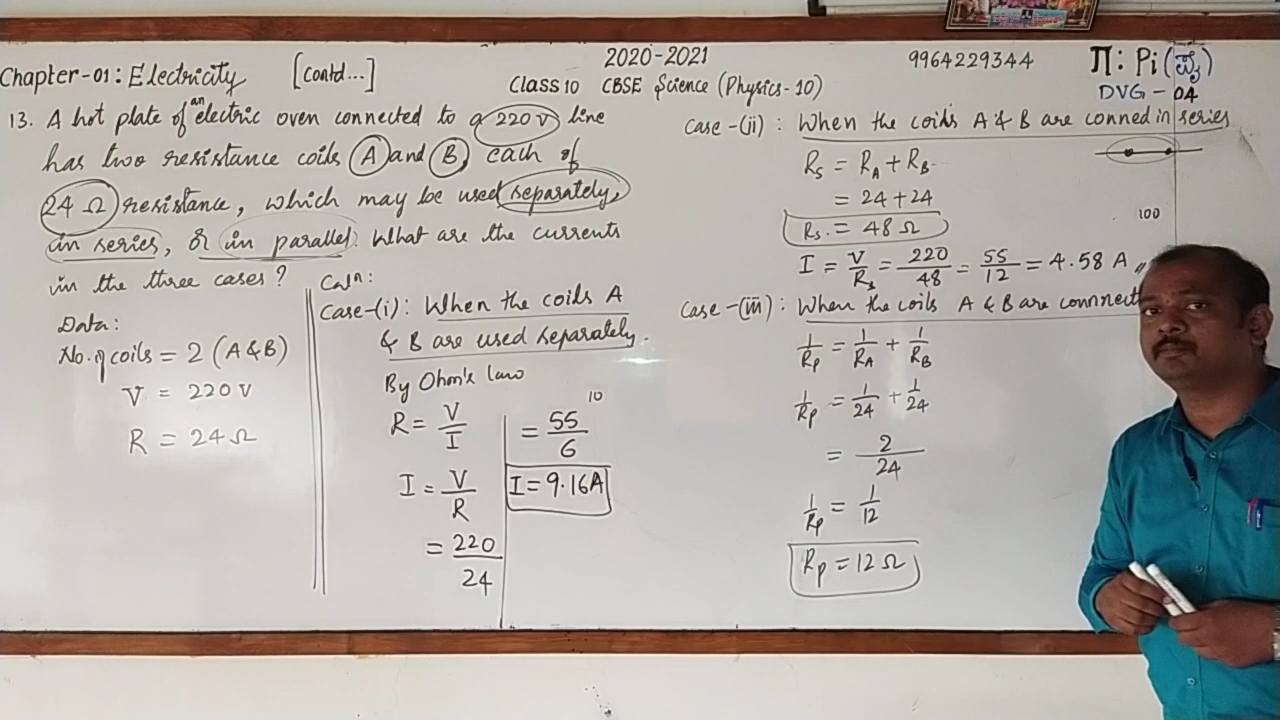 2020-2021
9964229344
Π: Pi (ಪೈ)
Chapter-01: Electricity [Contd...]
Class 10 CBSE Science (Physics-10)
DVG - 04
13. A hot plate of an electric oven connected to a 220 V line
has two resistance coils A and B, each of
24 Ω resistance, which may be used separately,
in series, or in parallel. What are the currents
in the three cases?
Data:
No. of coils = 2 (A & B)
V = 220 V
R = 24 Ω
Calⁿ:
Case-(i): When the coils A
& B are used separately.
By Ohm's law
R = V/I
I = V/R
= 220/24
10
= 55/6
I = 9.16A
Case-(ii): When the coils A & B are conned in series
Rs = RA + RB
= 24 + 24
Rs = 48 Ω
100
I = V/Rs = 220/48 = 55/12 = 4.58 A
Case-(iii): When the coils A & B are connnect
1/Rp = 1/RA + 1/RB
1/Rp = 1/24 + 1/24
= 2/24
1/Rp = 1/12
Rp = 12 Ω